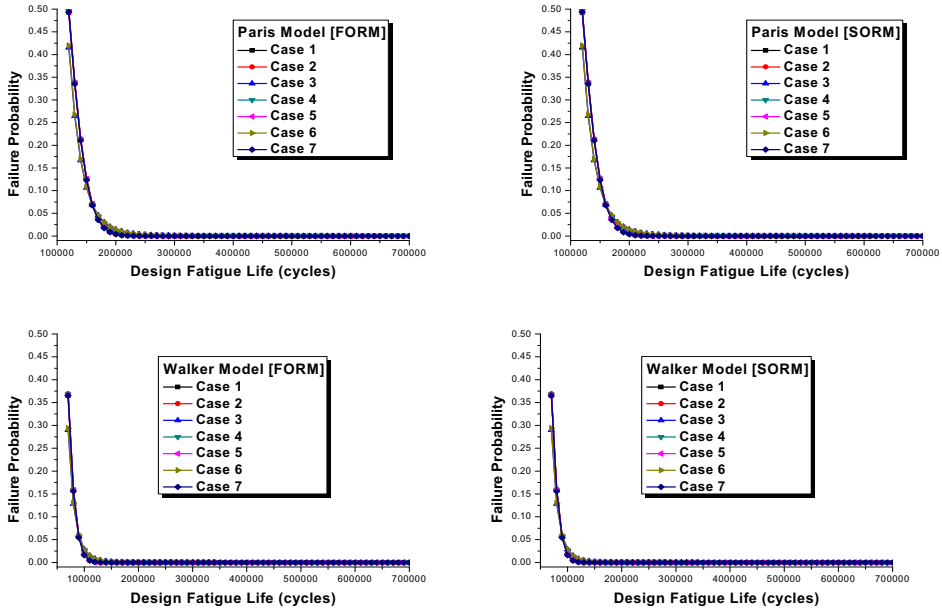 Paris Model [FORM]
Case 1
Case 2
Case 3
Case 4
Case 5
Case 6
Case 7
0.50
0.45
0.40
0.35
0.30
0.25
0.20
0.15
0.10
0.05
0.00
Failure Probability
100000 200000 300000 400000 500000 600000 700000
Design Fatigue Life (cycles)
Paris Model [SORM]
Case 1
Case 2
Case 3
Case 4
Case 5
Case 6
Case 7
0.50
0.45
0.40
0.35
0.30
0.25
0.20
0.15
0.10
0.05
0.00
Failure Probability
100000 200000 300000 400000 500000 600000 700000
Design Fatigue Life (cycles)
Walker Model [FORM]
Case 1
Case 2
Case 3
Case 4
Case 5
Case 6
Case 7
0.50
0.45
0.40
0.35
0.30
0.25
0.20
0.15
0.10
0.05
0.00
Failure Probability
100000 200000 300000 400000 500000 600000 700000
Design Fatigue Life (cycles)
Walker Model [SORM]
Case 1
Case 2
Case 3
Case 4
Case 5
Case 6
Case 7
0.50
0.45
0.40
0.35
0.30
0.25
0.20
0.15
0.10
0.05
0.00
Failure Probability
100000 200000 300000 400000 500000 600000 700000
Design Fatigue Life (cycles)